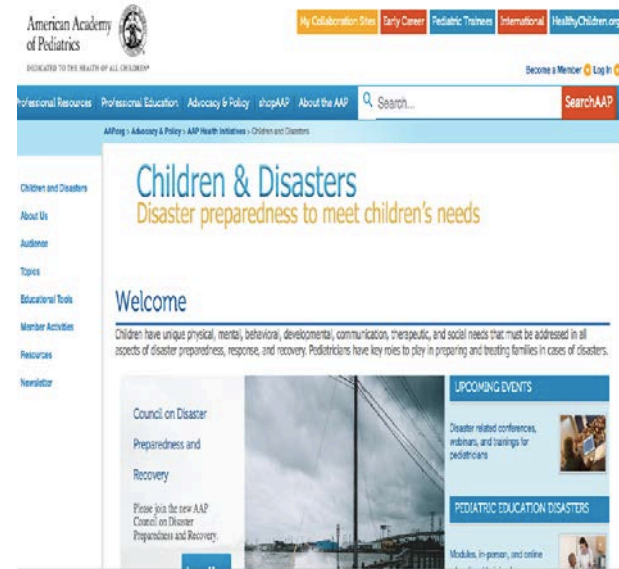 American Academy
of Pediatrics
DEDICATED TO THE HEALTH OF ALL CHILDREN®
My Collaboration Sites Early Career Pediatric Trainees International HealthyChildren.org
Become a Member Log In
Professional Resources Professional Education Advocacy & Policy shopAAP About the AAP Search... SearchAAP
AAP.org > Advocacy & Policy > AAP Health Initiatives > Children and Disasters
Children and Disasters
About Us
Audience
Topics
Educational Tools
Member Activities
Resources
Newsletter
Children & Disasters
Disaster preparedness to meet children's needs
Welcome
Children have unique physical, mental, behavioral, developmental, communication, therapeutic, and social needs that must be addressed in all
aspects of disaster preparedness, response, and recovery. Pediatricians have key roles to play in preparing and treating families in cases of disasters.
Council on Disaster
Preparedness and
Recovery
Please join the new AAP
Council on Disaster
Preparedness and Recovery.
UPCOMING EVENTS
Disaster related conferences,
webinars, and trainings for
pediatricians
PEDIATRIC EDUCATION DISASTERS
Modules, in-person, and online